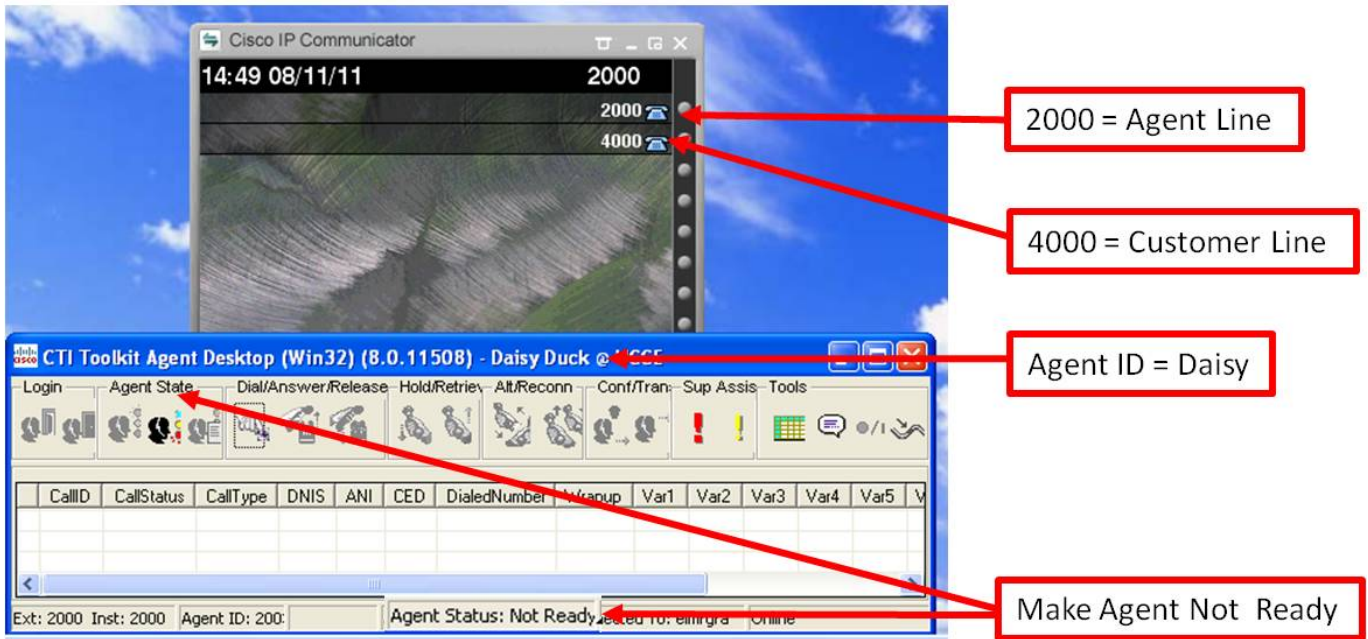 Cisco IP Communicator
14:49 08/11/11 2000
2000
4000
2000 = Agent Line
4000 = Customer Line
cisco CTI Toolkit Agent Desktop (Win32) (8.0.11508) - Daisy Duck @
Agent ID = Daisy
Login Agent State Dial/Answer/Release Hold/Retriev Alt/Reconn Conf/Tran Sup Assis Tools
CallID CallStatus CallType DNIS ANI CED DialedNumber Wrapup Var1 Var2 Var3 Var4 Var5 V
Ext: 2000 Inst: 2000 Agent ID: 200 Agent Status: Not Ready To: Online
Make Agent Not Ready